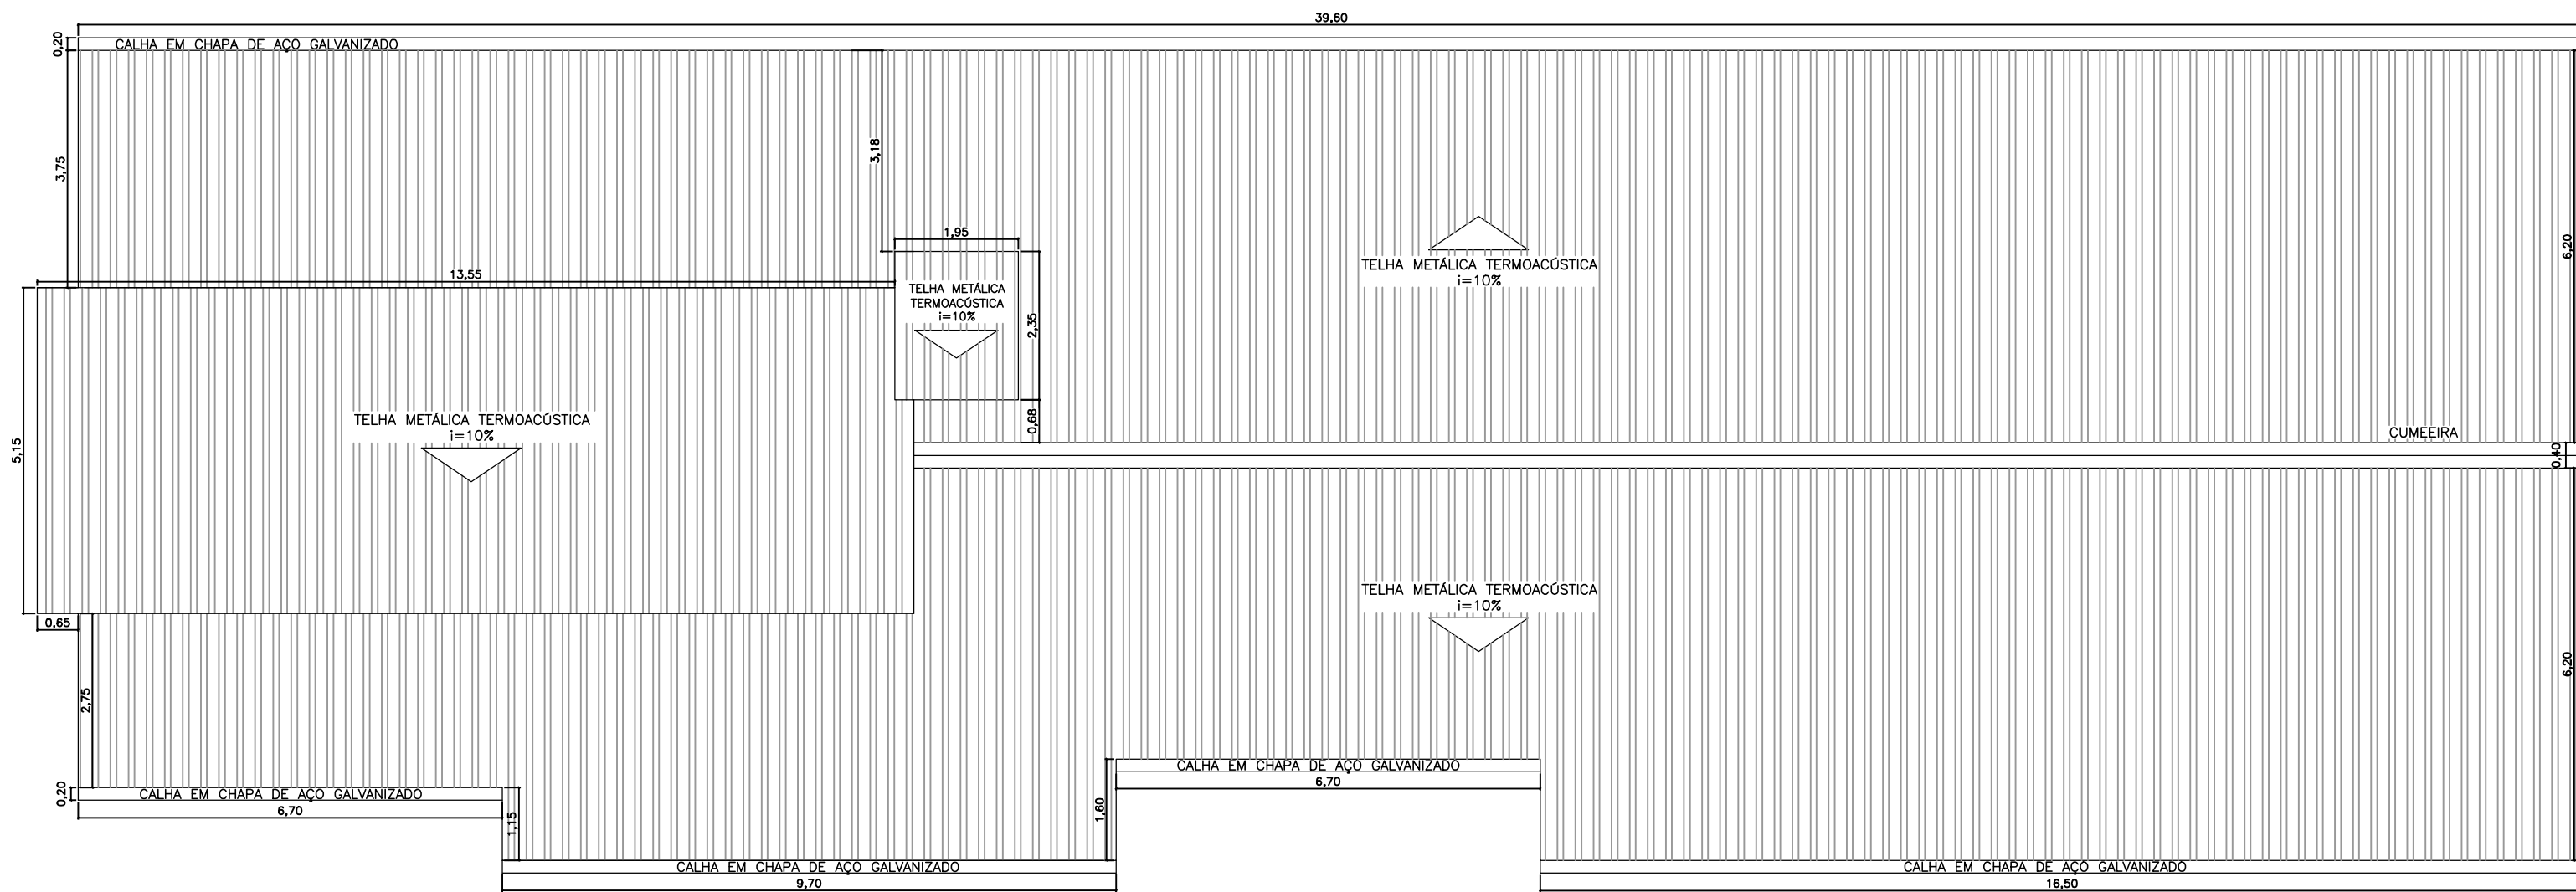 39,60
0,20
CALHA EM CHAPA DE AÇO GALVANIZADO
3,75
3,18
1,95
13,55
TELHA METÁLICA
TERMOACÚSTICA
i=10%
2,35
0,68
TELHA METÁLICA TERMOACÚSTICA
i=10%
6,20
CUMEEIRA
0,40
TELHA METÁLICA TERMOACÚSTICA
i=10%
5,15
0,65
2,75
TELHA METÁLICA TERMOACÚSTICA
i=10%
6,20
0,20
CALHA EM CHAPA DE AÇO GALVANIZADO
6,70
1,15
1,60
CALHA EM CHAPA DE AÇO GALVANIZADO
6,70
CALHA EM CHAPA DE AÇO GALVANIZADO
9,70
CALHA EM CHAPA DE AÇO GALVANIZADO
16,50